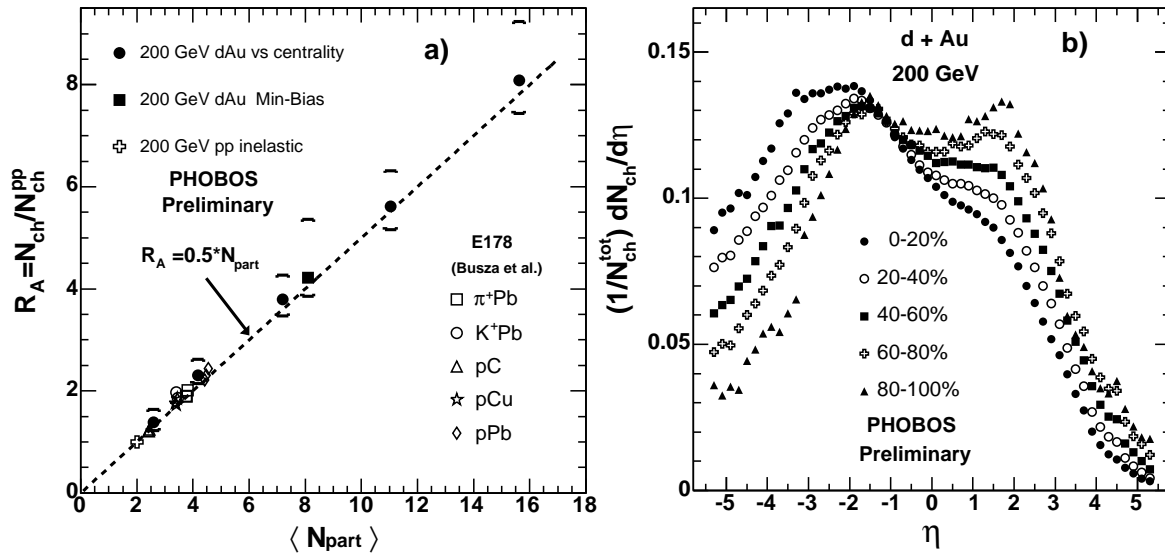 a)
200 GeV dAu vs centrality
200 GeV dAu Min-Bias
200 GeV pp inelastic
PHOBOS
Preliminary
R_A =0.5*N_part
E178
(Busza et al.)
π⁺Pb
K⁺Pb
pC
pCu
pPb
R_A=N_ch/N_ch^pp
8
6
4
2
0
0 2 4 6 8 10 12 14 16 18
⟨ Npart ⟩
d + Au
200 GeV
b)
0-20%
20-40%
40-60%
60-80%
80-100%
PHOBOS
Preliminary
(1/N_ch^tot) dN_ch/dη
0.15
0.1
0.05
0
-5 -4 -3 -2 -1 0 1 2 3 4 5
η